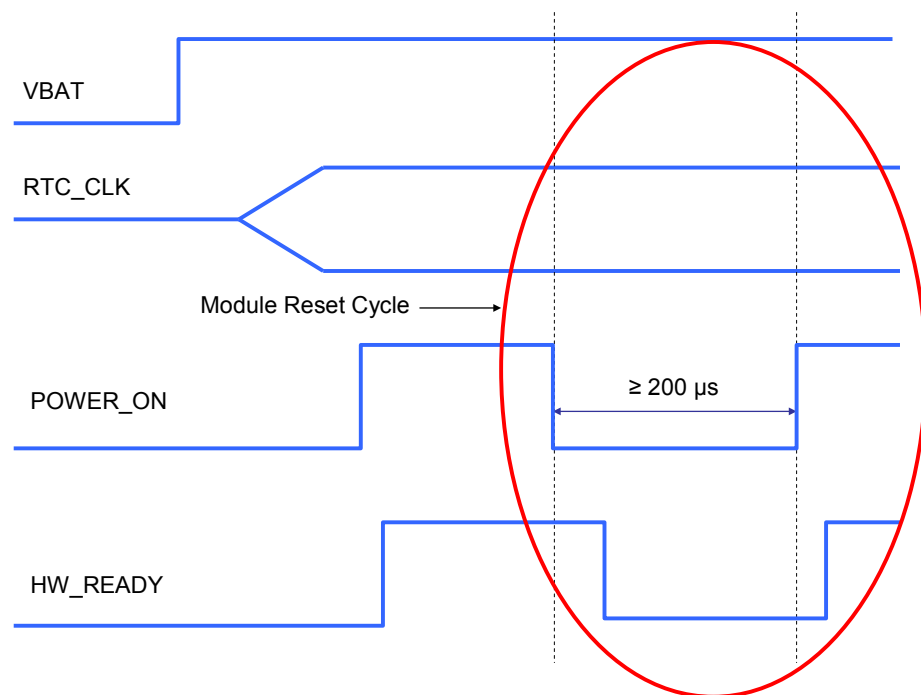 VBAT
RTC_CLK
Module Reset Cycle
POWER_ON
≥ 200 µs
HW_READY